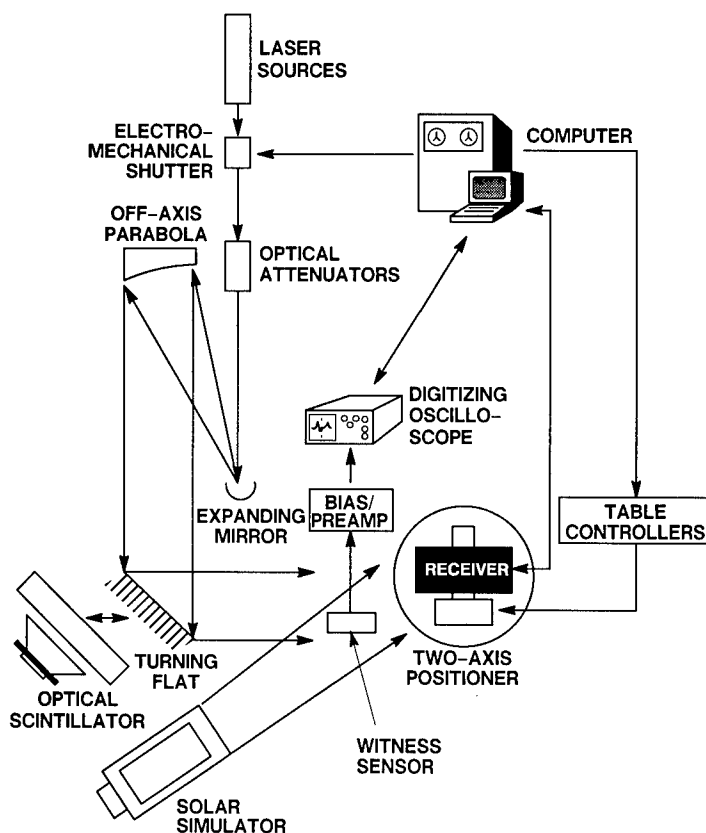 LASER
SOURCES
ELECTRO-
MECHANICAL
SHUTTER
COMPUTER
OFF-AXIS
PARABOLA
OPTICAL
ATTENUATORS
DIGITIZING
OSCILLO-
SCOPE
BIAS/
PREAMP
EXPANDING
MIRROR
TABLE
CONTROLLERS
RECEIVER
TURNING
FLAT
TWO-AXIS
POSITIONER
OPTICAL
SCINTILLATOR
WITNESS
SENSOR
SOLAR
SIMULATOR